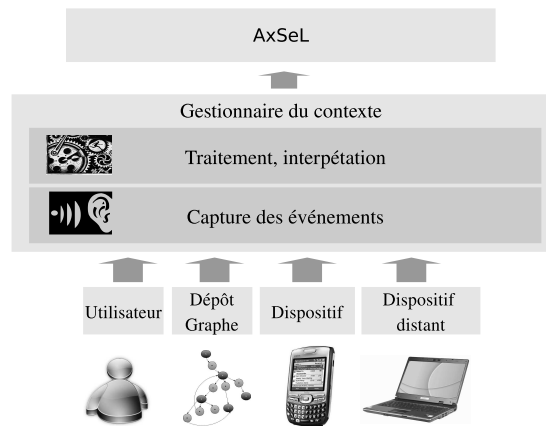 AxSeL
Gestionnaire du contexte
Traitement, interpétation
Capture des événements
Utilisateur
Dépôt
Graphe
Dispositif
Dispositif
distant